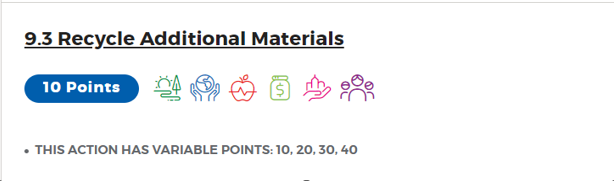 9.3 Recycle Additional Materials
10 Points
$
• THIS ACTION HAS VARIABLE POINTS: 10, 20, 30, 40